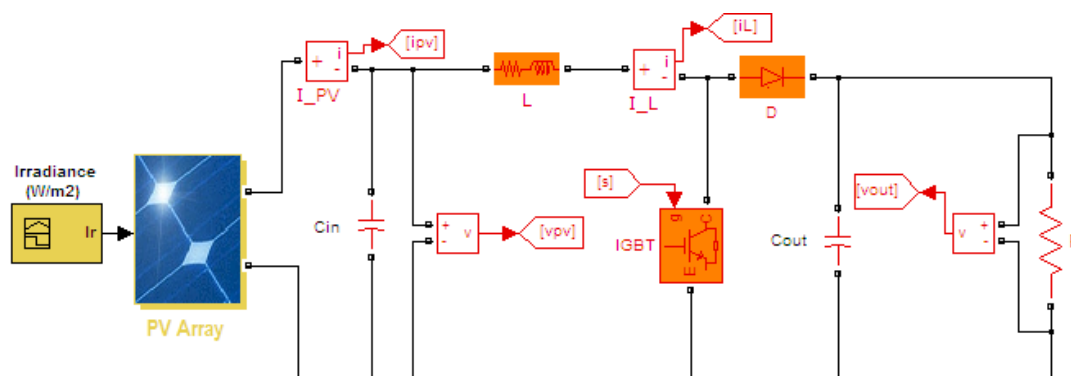 [ipv]
[iL]
i
+
-
I_PV
L
i
+
-
I_L
D
Irradiance
(W/m2)
Ir
PV Array
Cin
+
-
v
[vpv]
[s]
g
C
E
IGBT
Cout
[vout]
v
+
-